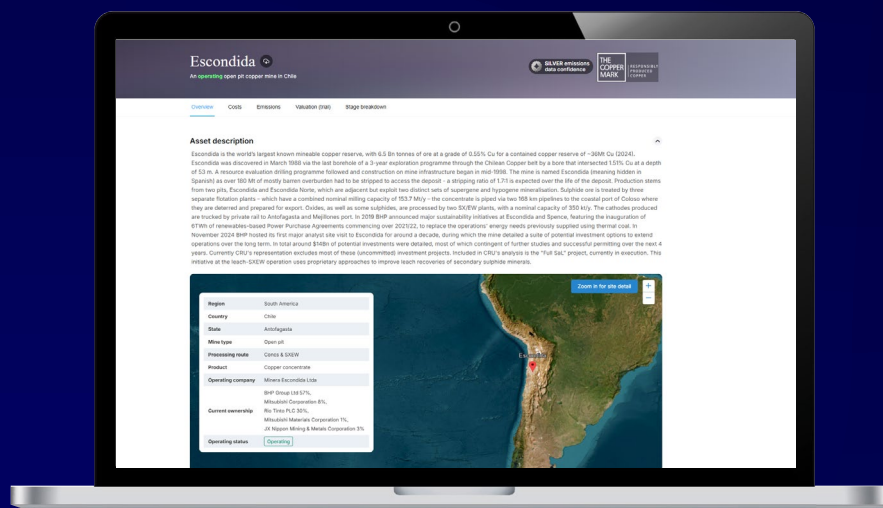 Escondida
An operating open pit copper mine in Chile
SILVER emissions
data confidence
THE
COPPER
MARK
RESPONSIBLY
PRODUCED
COPPER
Overview Costs Emissions Valuation (trial) Stage breakdown
Asset description
Escondida is the world's largest known mineable copper reserve, with 6.5 Bn tonnes of ore at a grade of 0.55% Cu for a contained copper reserve of ~36Mt Cu (2024).
Escondida was discovered in March 1988 via the last borehole of a 3-year exploration programme through the Chilean Copper belt by a bore that intersected 1.51% Cu at a depth
of 53 m. A resource evaluation drilling programme followed and construction on mine infrastructure began in mid-1998. The mine is named Escondida (meaning hidden in
Spanish) as over 180 Mt of mostly barren overburden had to be stripped to access the deposit - a stripping ratio of 1.7:1 is expected over the life of the deposit. Production stems
from two pits, Escondida and Escondida Norte, which are adjacent but exploit two distinct sets of supergene and hypogene mineralisation. Sulphide ore is treated by three
separate flotation plants - which have a combined nominal milling capacity of 153.7 Mt/y - the concentrate is piped via two 168 km pipelines to the coastal port of Coloso where
they are dewatered and prepared for export. Oxides, as well as some sulphides, are processed by two SX/EW plants, with a nominal capacity of 350 kt/y. The cathodes produced
are trucked by private rail to Antofagasta and Mejillones port. In 2019 BHP announced major sustainability initiatives at Escondida and Spence, featuring the inauguration of
6TWh of renewables-based Power Purchase Agreements commencing over 2021/22, to replace the operations' energy needs previously supplied using thermal coal. In
November 2024 BHP hosted its first major analyst site visit to Escondida for around a decade, during which the mine detailed a suite of potential investment options to extend
operations over the long term. In total around $14Bn of potential investments were detailed, most of which contingent of further studies and successful permitting over the next 4
years. Currently CRU's representation excludes most of these (uncommitted) investment projects. Included in CRU's analysis is the "Full SaL" project, currently in execution. This
initiative at the leach-SXEW operation uses proprietary approaches to improve leach recoveries of secondary sulphide minerals.
Zoom in for site detail
+
−
Region South America
Country Chile
State Antofagasta
Mine type Open pit
Processing route Concs & SXEW
Product Copper concentrate
Operating company Minera Escondida Ltda
Current ownership BHP Group Ltd 57%,
Mitsubishi Corporation 8%,
Rio Tinto PLC 30%,
Mitsubishi Materials Corporation 1%,
JX Nippon Mining & Metals Corporation 3%
Operating status Operating
Escondida